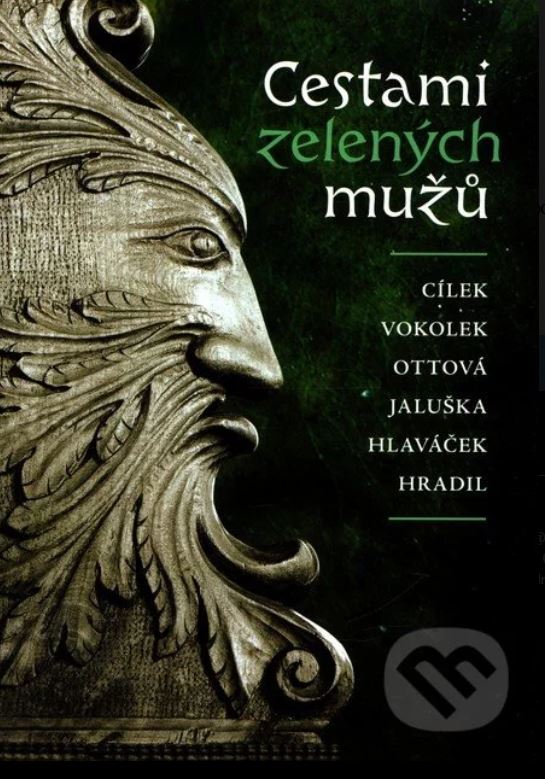 Cestami
zelených
mužů
CÍLEK
VOKOLEK
OTTOVÁ
JALUŠKA
HLAVÁČEK
HRADIL